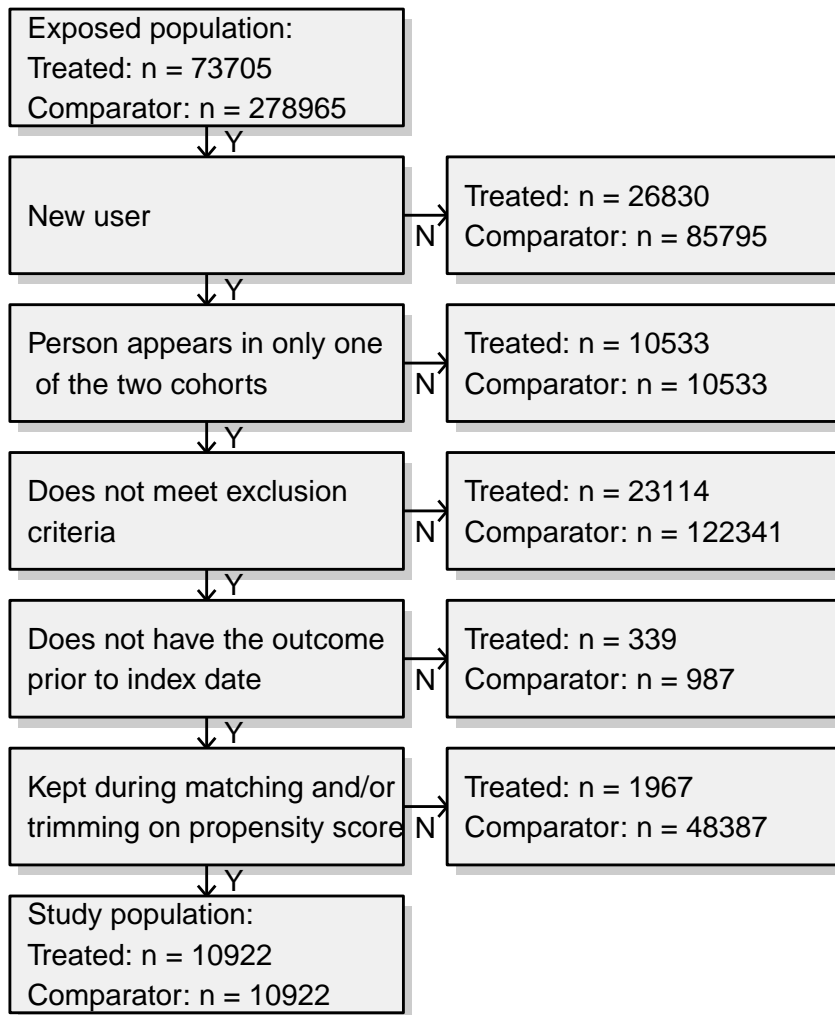 Exposed population:
Treated: n = 73705
Comparator: n = 278965
Y
New user
N
Treated: n = 26830
Comparator: n = 85795
Y
Person appears in only one
of the two cohorts
N
Treated: n = 10533
Comparator: n = 10533
Y
Does not meet exclusion
criteria
N
Treated: n = 23114
Comparator: n = 122341
Y
Does not have the outcome
prior to index date
N
Treated: n = 339
Comparator: n = 987
Y
Kept during matching and/or
trimming on propensity score
N
Treated: n = 1967
Comparator: n = 48387
Y
Study population:
Treated: n = 10922
Comparator: n = 10922